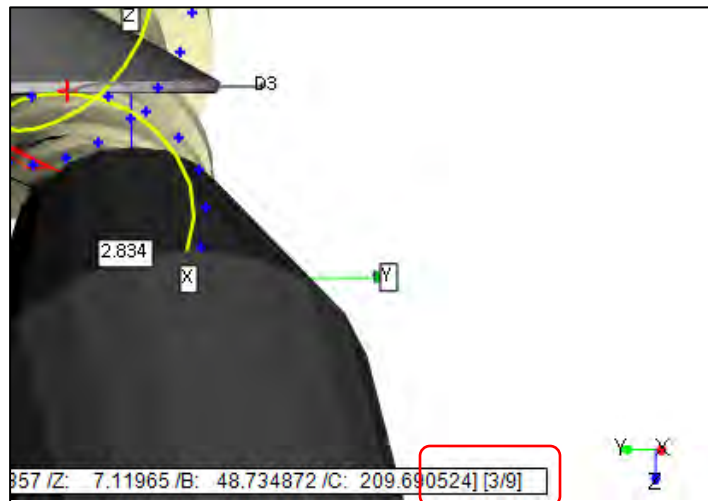 Z
D3
2.834
X
Y
357 /Z: 7.11965 /B: 48.734872 /C: 209.690524] [3/9]
Y X
Z